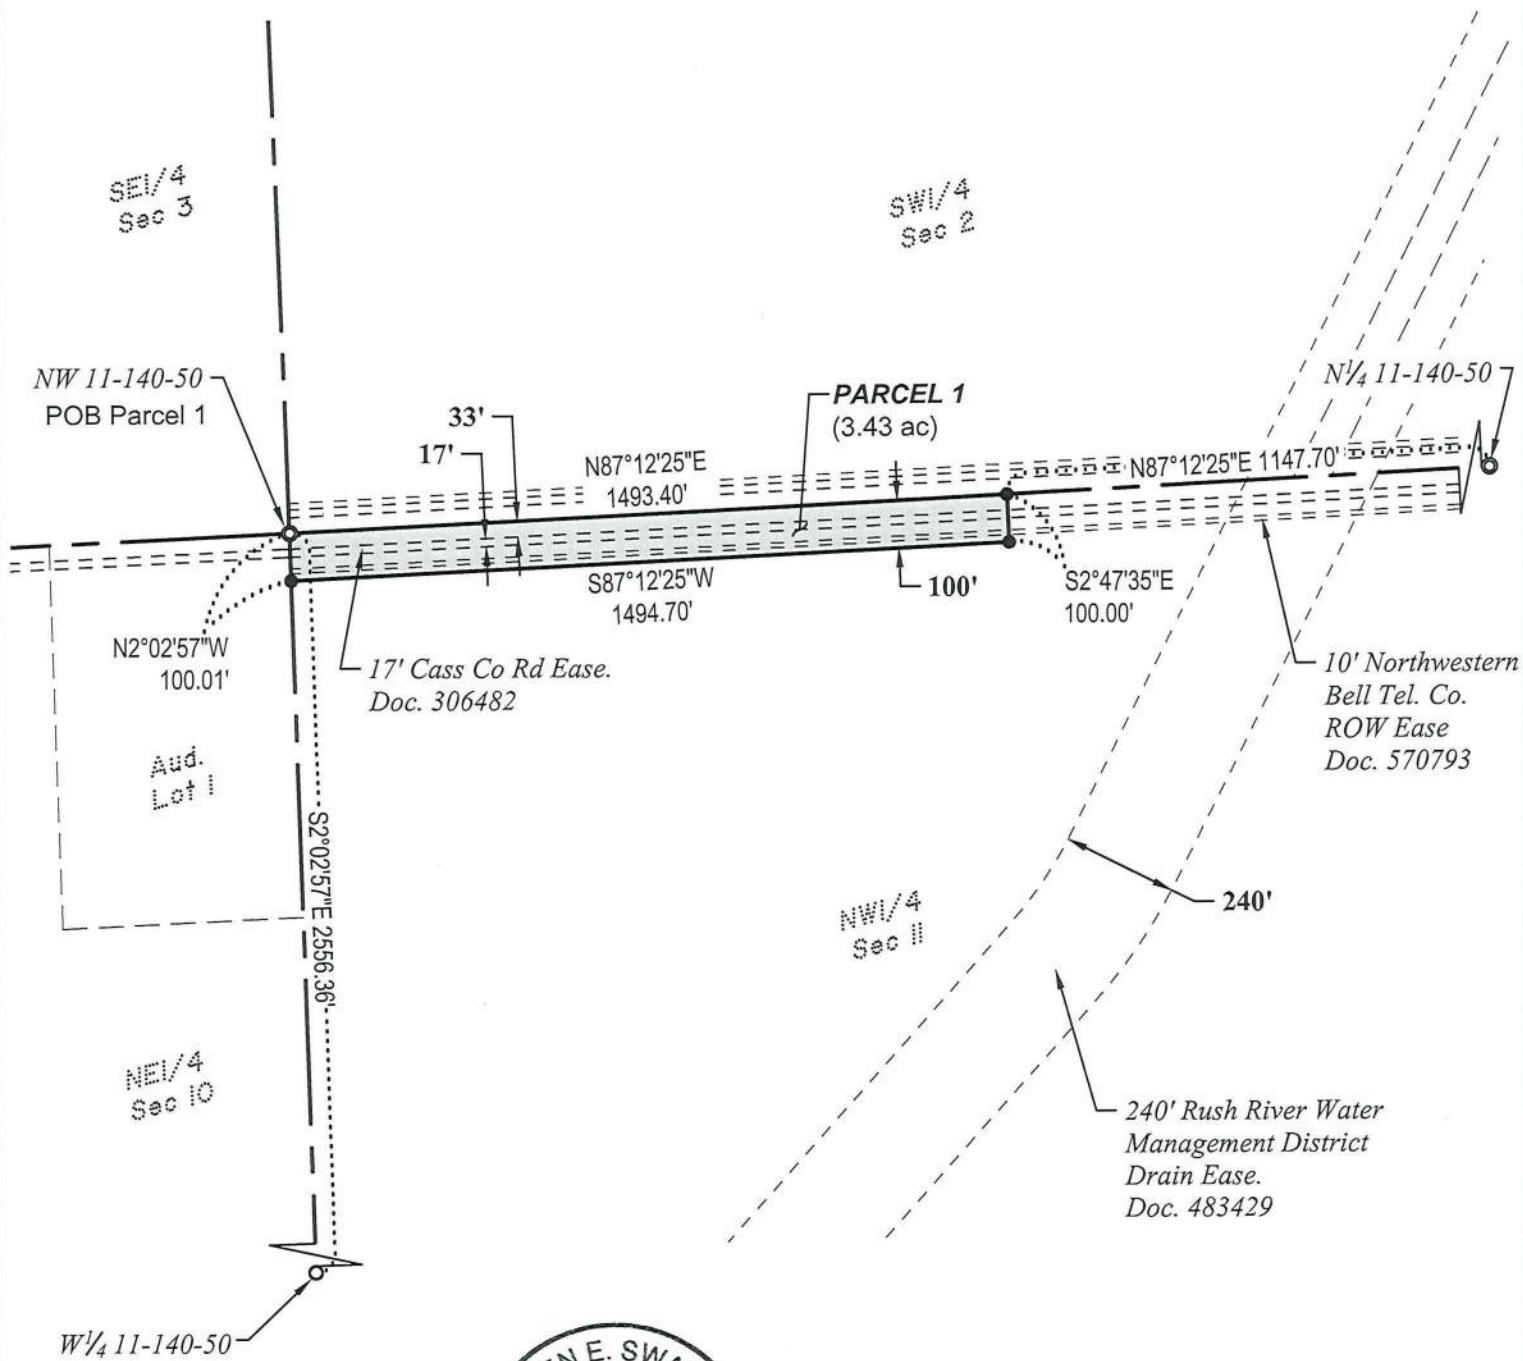 SE1/4
Sec 3
SW1/4
Sec 2
NW 11-140-50
POB Parcel 1
N¼ 11-140-50
PARCEL 1
(3.43 ac)
33'
17'
N87°12'25"E
1493.40'
N87°12'25"E 1147.70'
S87°12'25"W
1494.70'
100'
S2°47'35"E
100.00'
N2°02'57"W
100.01'
17' Cass Co Rd Ease.
Doc. 306482
10' Northwestern
Bell Tel. Co.
ROW Ease
Doc. 570793
Aud.
Lot 1
S2°02'57"E 2556.36'
NW1/4
Sec 11
240'
NE1/4
Sec 10
240' Rush River Water
Management District
Drain Ease.
Doc. 483429
W¼ 11-140-50
E.